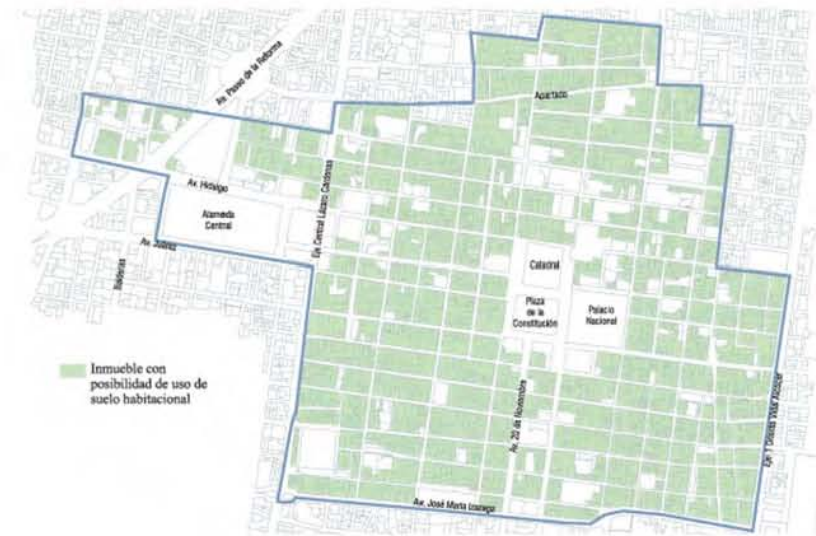 Av. Paseo de la Reforma
Apartado
Av. Hidalgo
Eje Central Lázaro Cárdenas
Alameda
Central
Av. Juárez
Balderas
Catedral
Plaza
de la
Constitución
Palacio
Nacional
Inmueble con
posibilidad de uso de
suelo habitacional
Av. 20 de Noviembre
Av. José María Izazaga
Eje 1 Oriente